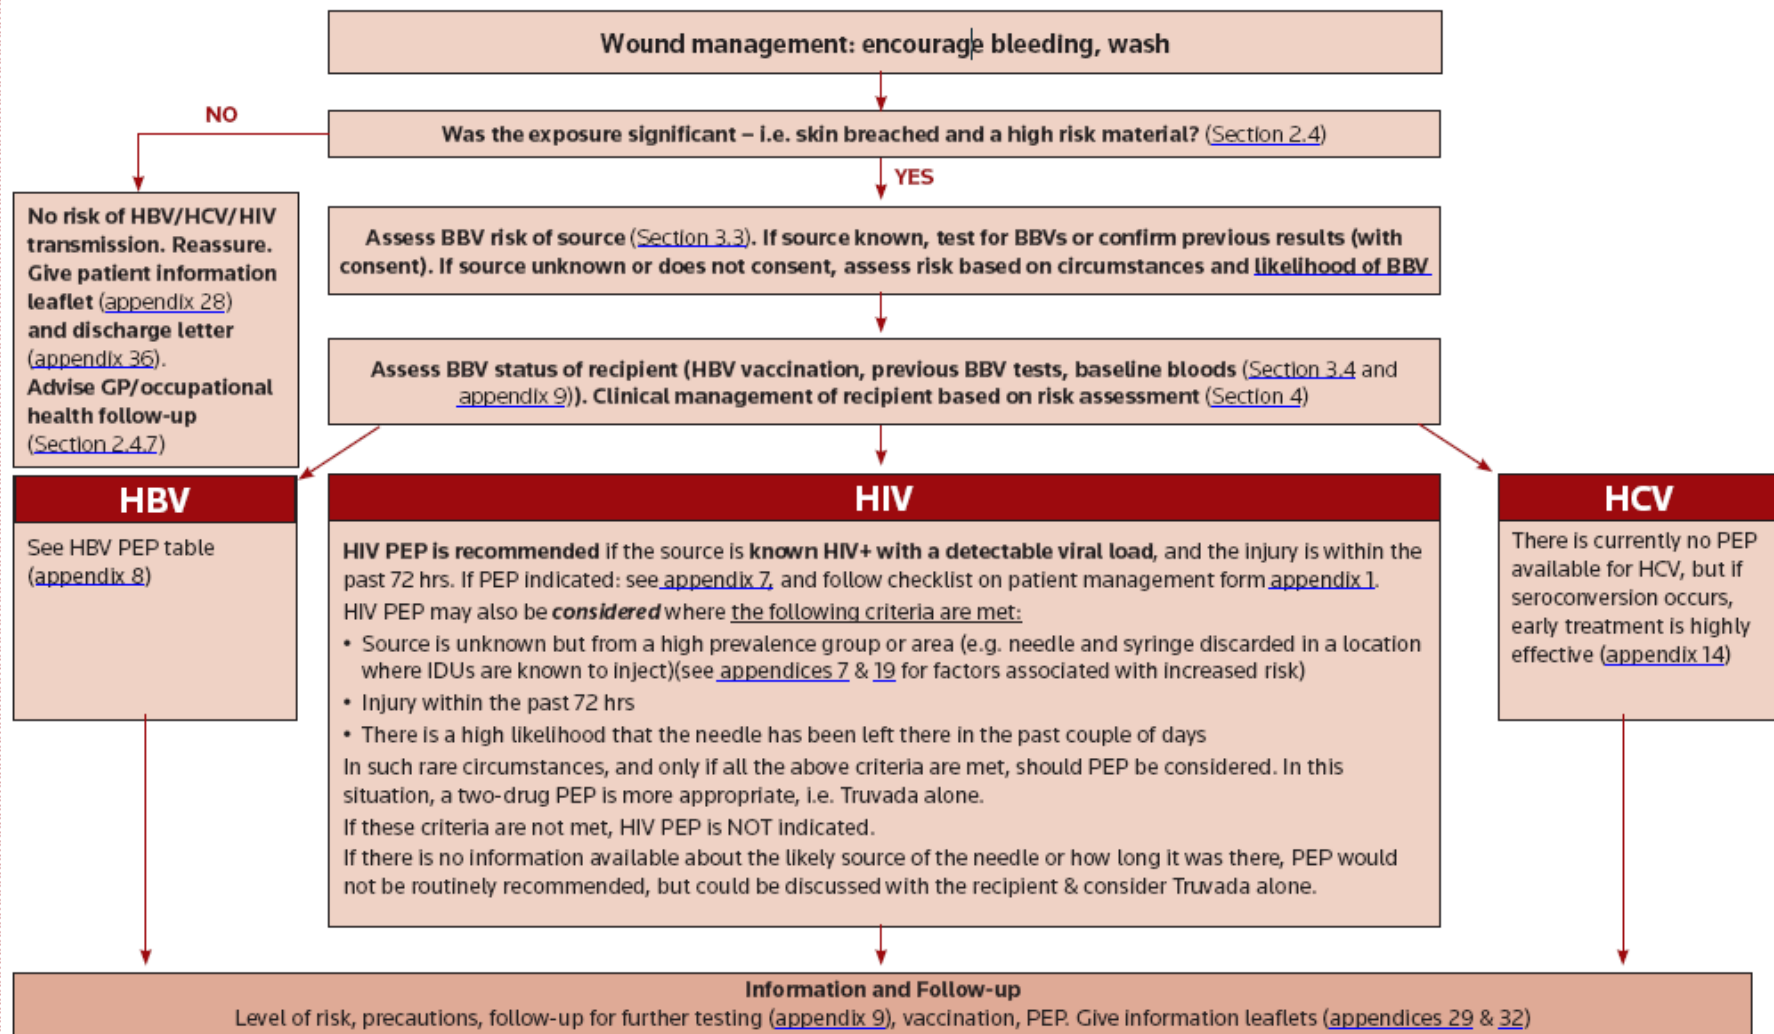 Wound management: encourage bleeding, wash
NO
Was the exposure significant – i.e. skin breached and a high risk material? (Section 2.4)
YES
No risk of HBV/HCV/HIV
transmission. Reassure.
Give patient information
leaflet (appendix 28)
and discharge letter
(appendix 36).
Advise GP/occupational
health follow-up
(Section 2.4.7)
Assess BBV risk of source (Section 3.3). If source known, test for BBVs or confirm previous results (with
consent). If source unknown or does not consent, assess risk based on circumstances and likelihood of BBV
Assess BBV status of recipient (HBV vaccination, previous BBV tests, baseline bloods (Section 3.4 and
appendix 9)). Clinical management of recipient based on risk assessment (Section 4)
HBV
See HBV PEP table
(appendix 8)
HIV
HIV PEP is recommended if the source is known HIV+ with a detectable viral load, and the injury is within the
past 72 hrs. If PEP indicated: see appendix 7, and follow checklist on patient management form appendix 1.
HIV PEP may also be considered where the following criteria are met:
• Source is unknown but from a high prevalence group or area (e.g. needle and syringe discarded in a location
where IDUs are known to inject)(see appendices 7 & 19 for factors associated with increased risk)
• Injury within the past 72 hrs
• There is a high likelihood that the needle has been left there in the past couple of days
In such rare circumstances, and only if all the above criteria are met, should PEP be considered. In this
situation, a two-drug PEP is more appropriate, i.e. Truvada alone.
If these criteria are not met, HIV PEP is NOT indicated.
If there is no information available about the likely source of the needle or how long it was there, PEP would
not be routinely recommended, but could be discussed with the recipient & consider Truvada alone.
HCV
There is currently no PEP
available for HCV, but if
seroconversion occurs,
early treatment is highly
effective (appendix 14)
Information and Follow-up
Level of risk, precautions, follow-up for further testing (appendix 9), vaccination, PEP. Give information leaflets (appendices 29 & 32)